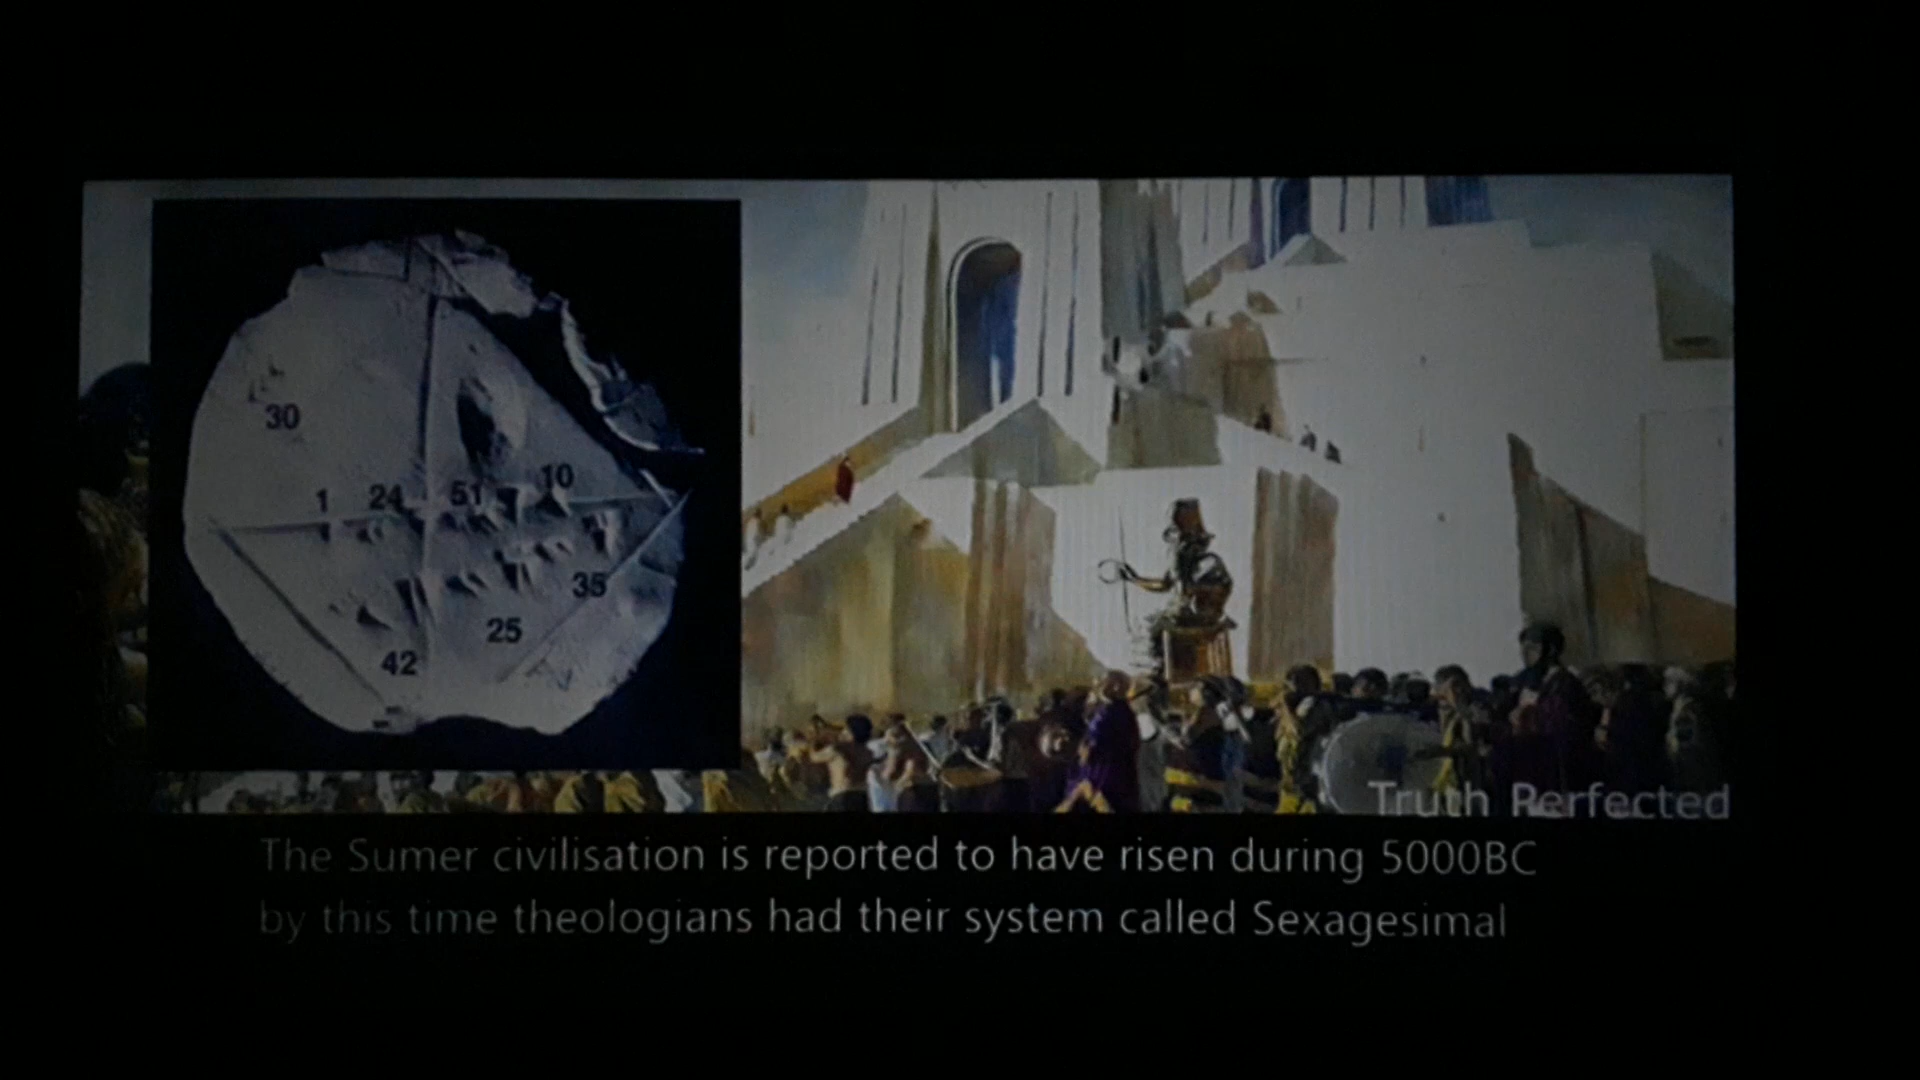 30
1 24 51 10
35
25
42
Truth Perfected
The Sumer civilisation is reported to have risen during 5000BC
by this time theologians had their system called Sexagesimal